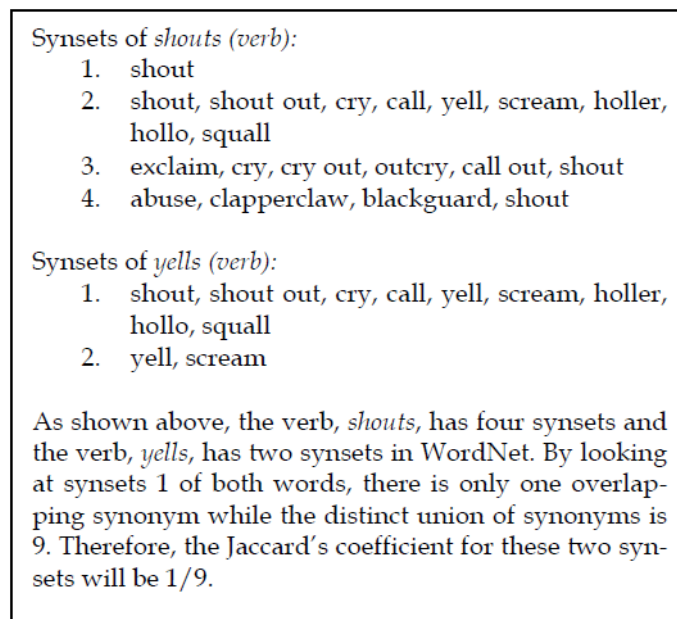 Synsets of shouts (verb):
1. shout
2. shout, shout out, cry, call, yell, scream, holler,
hollo, squall
3. exclaim, cry, cry out, outcry, call out, shout
4. abuse, clapperclaw, blackguard, shout
Synsets of yells (verb):
1. shout, shout out, cry, call, yell, scream, holler,
hollo, squall
2. yell, scream
As shown above, the verb, shouts, has four synsets and
the verb, yells, has two synsets in WordNet. By looking
at synsets 1 of both words, there is only one overlap-
ping synonym while the distinct union of synonyms is
9. Therefore, the Jaccard's coefficient for these two syn-
sets will be 1/9.